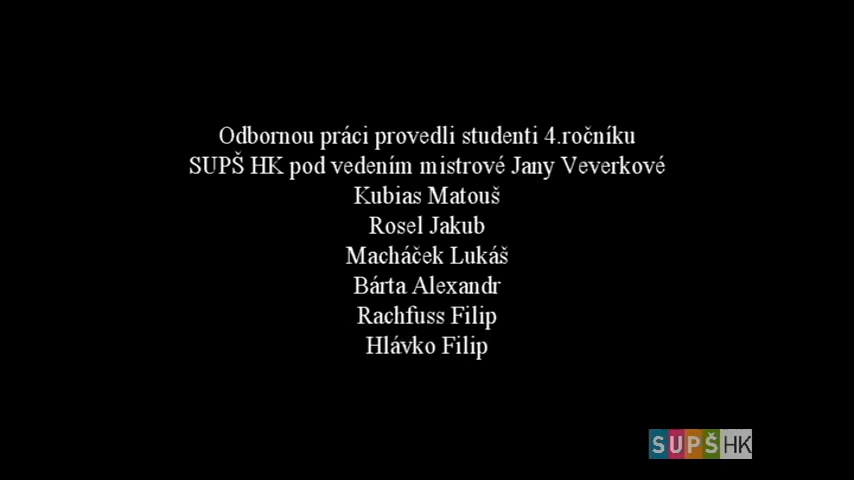 Odbornou práci provedli studenti 4.ročníku
SUPŠ HK pod vedením mistrové Jany Veverkové
Kubias Matouš
Rosel Jakub
Macháček Lukáš
Bárta Alexandr
Rachfuss Filip
Hlávko Filip
SUPŠHK